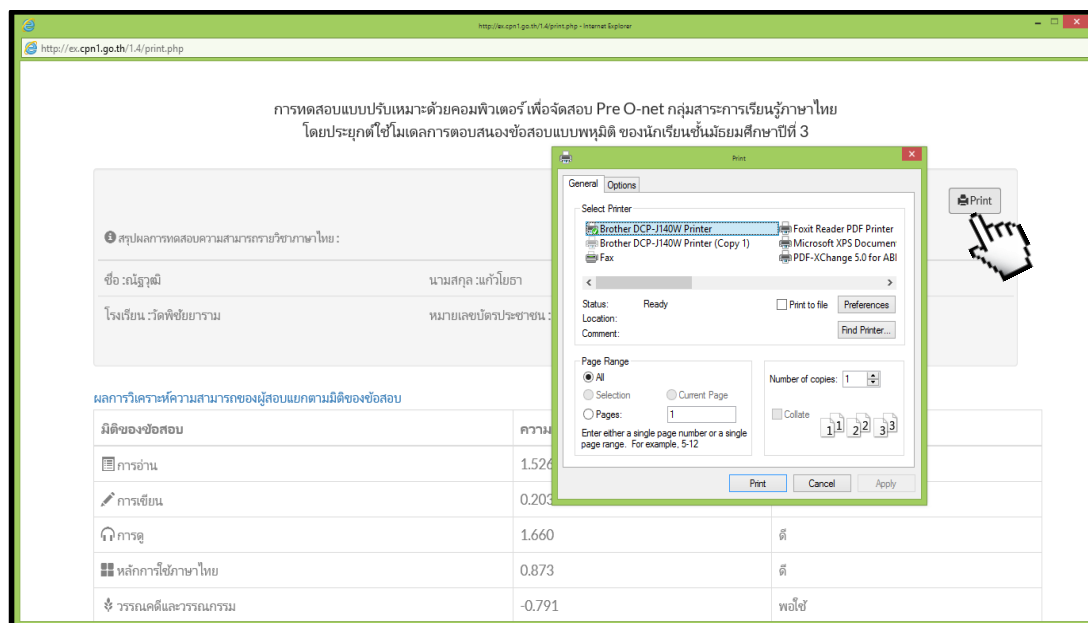 http://ex.cpn1.go.th/1.4/print.php - Internet Explorer
http://ex.cpn1.go.th/1.4/print.php
การทดสอบแบบปรับเหมาะด้วยคอมพิวเตอร์ เพื่อจัดสอบ Pre O-net กลุ่มสาระการเรียนรู้ภาษาไทย
โดยประยุกต์ใช้โมเดลการตอบสนองข้อสอบแบบพหุมิติ ของนักเรียนชั้นมัธยมศึกษาปีที่ 3
Print
สรุปผลการทดสอบความสามารถรายวิชาภาษาไทย :
ชื่อ :ณัฐวุฒิ นามสกุล :แก้วโยธา
โรงเรียน :วัดพิชัยยาราม หมายเลขบัตรประชาชน :
ผลการวิเคราะห์ความสามารถของผู้สอบแยกตามมิติของข้อสอบ
มิติของข้อสอบ ความ
การอ่าน 1.526
การเขียน 0.203
การดู 1.660 ดี
หลักการใช้ภาษาไทย 0.873 ดี
วรรณคดีและวรรณกรรม -0.791 พอใช้
Print
General Options
Select Printer
Brother DCP-J140W Printer Foxit Reader PDF Printer
Brother DCP-J140W Printer (Copy 1) Microsoft XPS Documen
Fax PDF-XChange 5.0 for ABI
Status: Ready Print to file Preferences
Location:
Comment: Find Printer...
Page Range
All Number of copies: 1
Selection Current Page
Pages: 1 Collate
1 1 2 2 3 3
Enter either a single page number or a single
page range. For example, 5-12
Print Cancel Apply